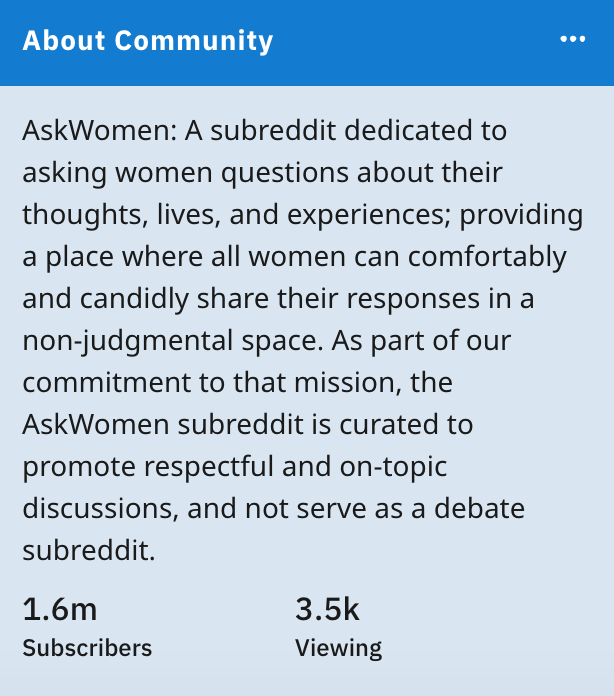 About Community
AskWomen: A subreddit dedicated to
asking women questions about their
thoughts, lives, and experiences; providing
a place where all women can comfortably
and candidly share their responses in a
non-judgmental space. As part of our
commitment to that mission, the
AskWomen subreddit is curated to
promote respectful and on-topic
discussions, and not serve as a debate
subreddit.
1.6m 3.5k
Subscribers Viewing